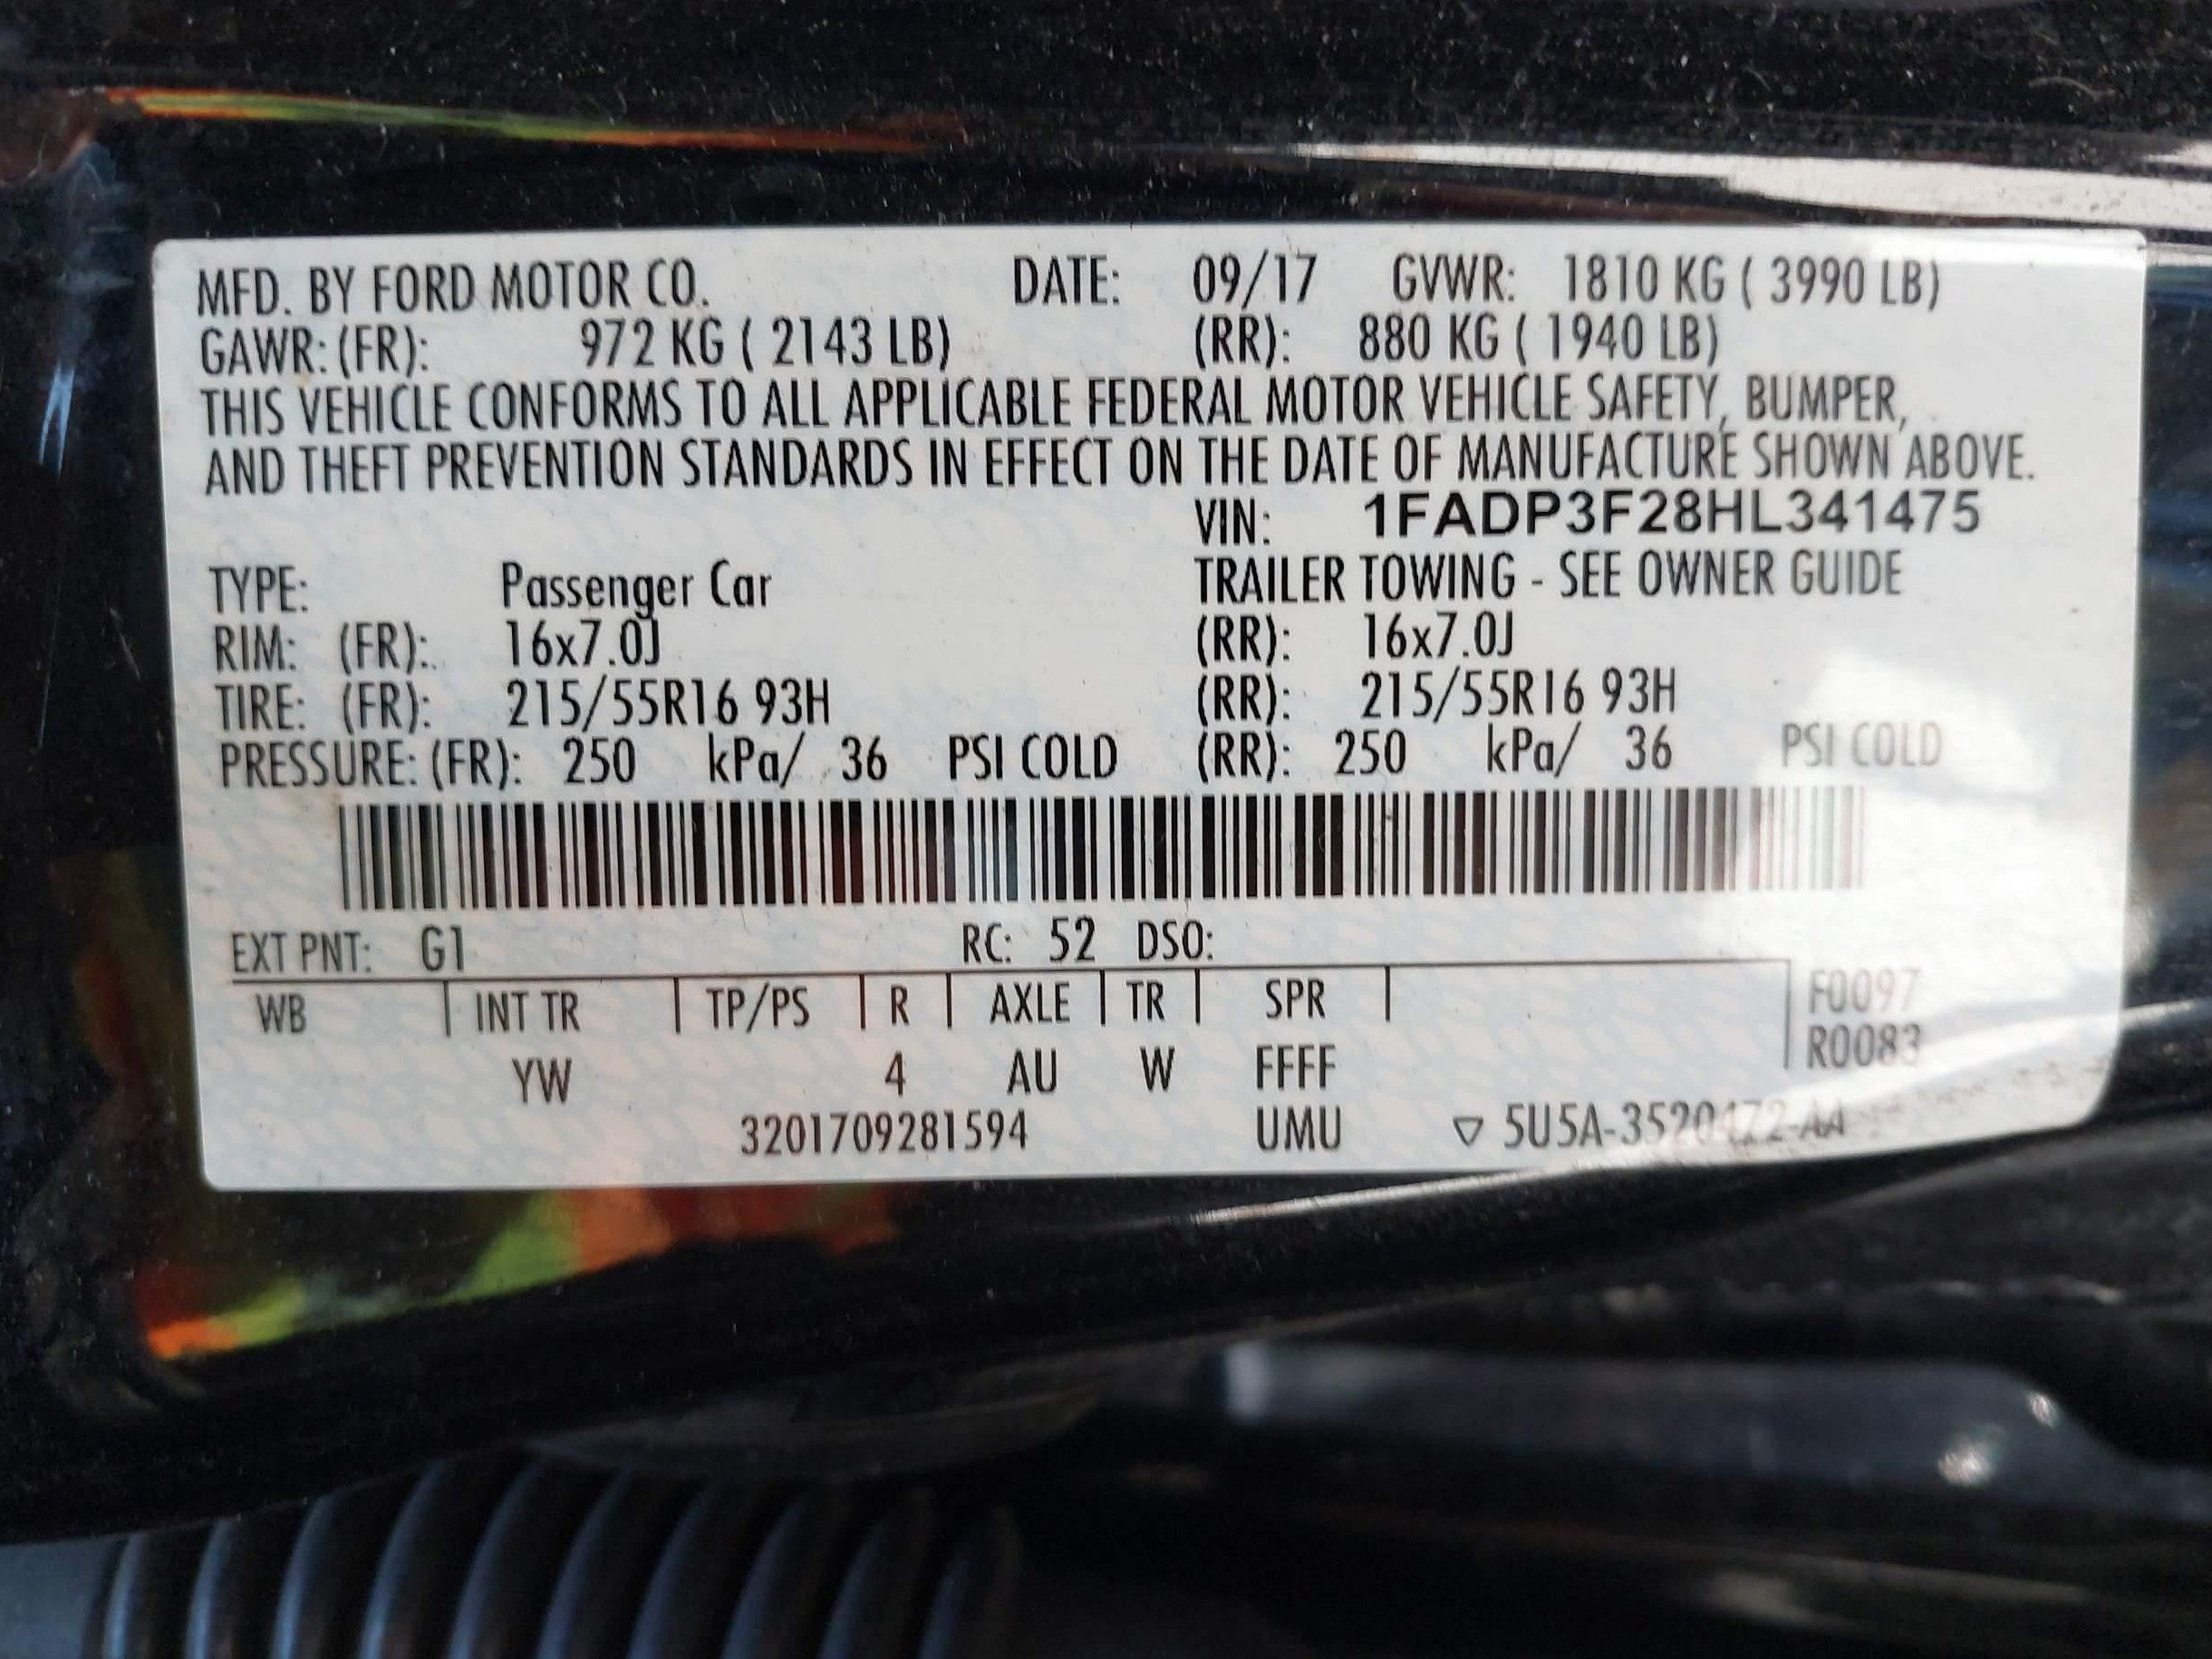 MFD. BY FORD MOTOR CO. DATE: 09/17 GVWR: 1810 KG ( 3990 LB)
GAWR: (FR): 972 KG ( 2143 LB) (RR): 880 KG ( 1940 LB)
THIS VEHICLE CONFORMS TO ALL APPLICABLE FEDERAL MOTOR VEHICLE SAFETY, BUMPER,
AND THEFT PREVENTION STANDARDS IN EFFECT ON THE DATE OF MANUFACTURE SHOWN ABOVE.
VIN: 1FADP3F28HL341475
TYPE: Passenger Car TRAILER TOWING - SEE OWNER GUIDE
RIM: (FR): 16x7.0J (RR): 16x7.0J
TIRE: (FR): 215/55R16 93H (RR): 215/55R16 93H
PRESSURE: (FR): 250 kPa/ 36 PSI COLD (RR): 250 kPa/ 36 PSI COLD
EXT PNT: G1 RC: 52 DSO:
WB | INT TR | TP/PS | R | AXLE | TR | SPR | F0097
R0083
YW 4 AU W FFFF
3201709281594 UMU ▽ 5U5A-3520472-AA